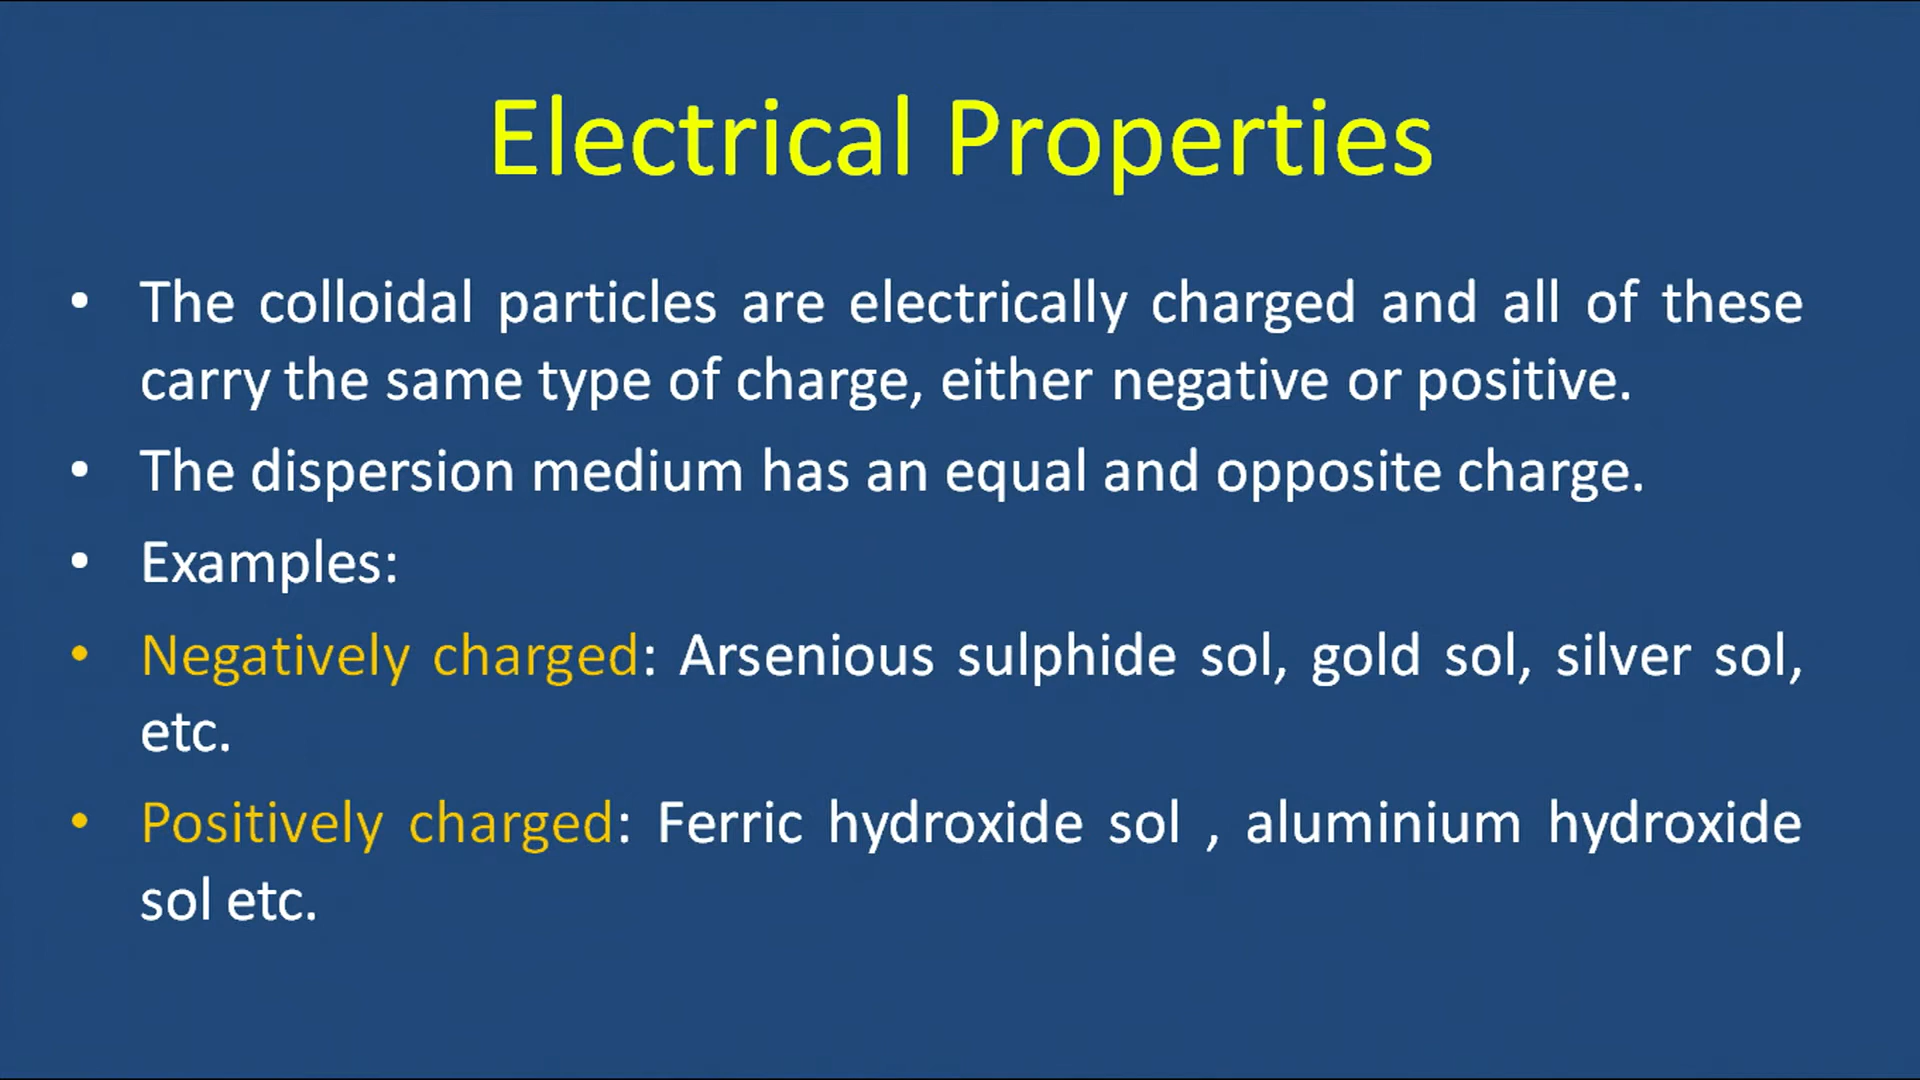 Electrical Properties
• The colloidal particles are electrically charged and all of these
carry the same type of charge, either negative or positive.
• The dispersion medium has an equal and opposite charge.
• Examples:
• Negatively charged: Arsenious sulphide sol, gold sol, silver sol,
etc.
• Positively charged: Ferric hydroxide sol , aluminium hydroxide
sol etc.